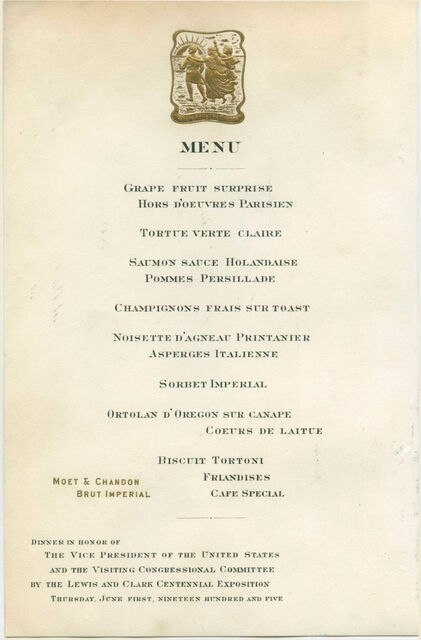 MENU
GRAPE FRUIT SURPRISE
HORS D'OEUVRES PARISIEN
TORTUE VERTE CLAIRE
SAUMON SAUCE HOLANDAISE
POMMES PERSILLADE
CHAMPIGNONS FRAIS SUR TOAST
NOISETTE D'AGNEAU PRINTANIER
ASPERGES ITALIENNE
SORBET IMPERIAL
ORTOLAN D'OREGON SUR CANAPE
COEURS DE LAITUE
BISCUIT TORTONI
FRIANDISES
CAFE SPECIAL
MOET & CHANDON
BRUT IMPERIAL
DINNER IN HONOR OF
THE VICE PRESIDENT OF THE UNITED STATES
AND THE VISITING CONGRESSIONAL COMMITTEE
BY THE LEWIS AND CLARK CENTENNIAL EXPOSITION
THURSDAY, JUNE FIRST, NINETEEN HUNDRED AND FIVE